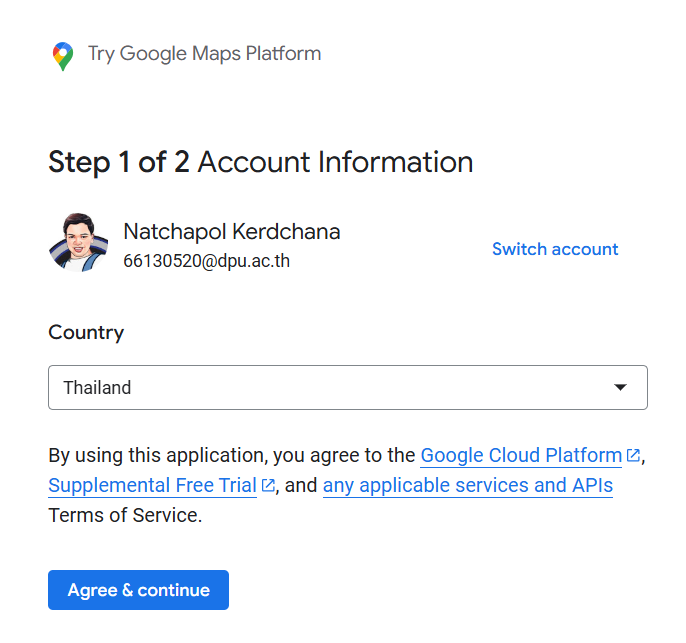 Try Google Maps Platform
Step 1 of 2 Account Information
Natchapol Kerdchana
66130520@dpu.ac.th
Switch account
Country
Thailand
By using this application, you agree to the Google Cloud Platform,
Supplemental Free Trial, and any applicable services and APIs
Terms of Service.
Agree & continue